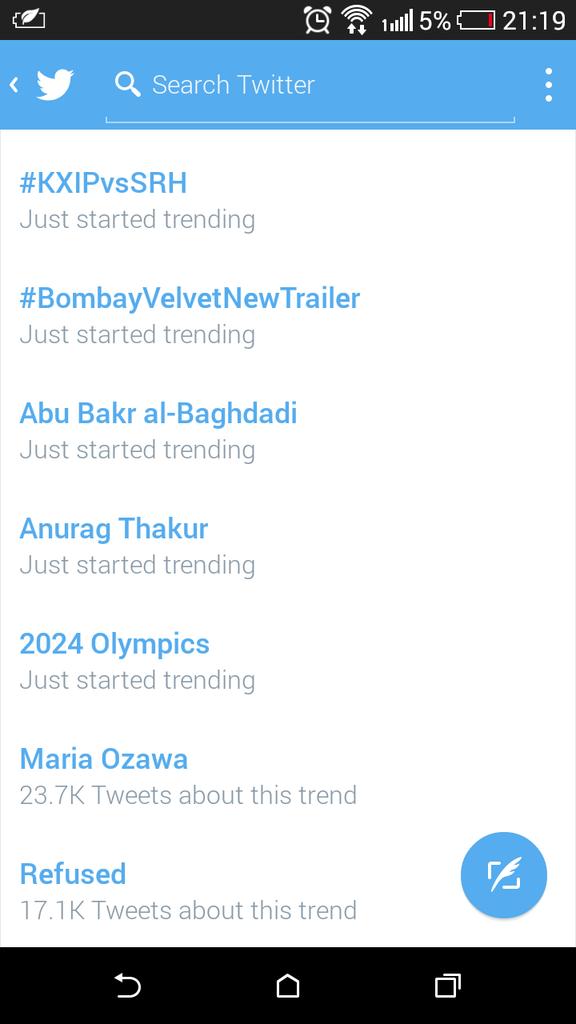 5% 21:19
Search Twitter
#KXIPvsSRH
Just started trending
#BombayVelvetNewTrailer
Just started trending
Abu Bakr al-Baghdadi
Just started trending
Anurag Thakur
Just started trending
2024 Olympics
Just started trending
Maria Ozawa
23.7K Tweets about this trend
Refused
17.1K Tweets about this trend